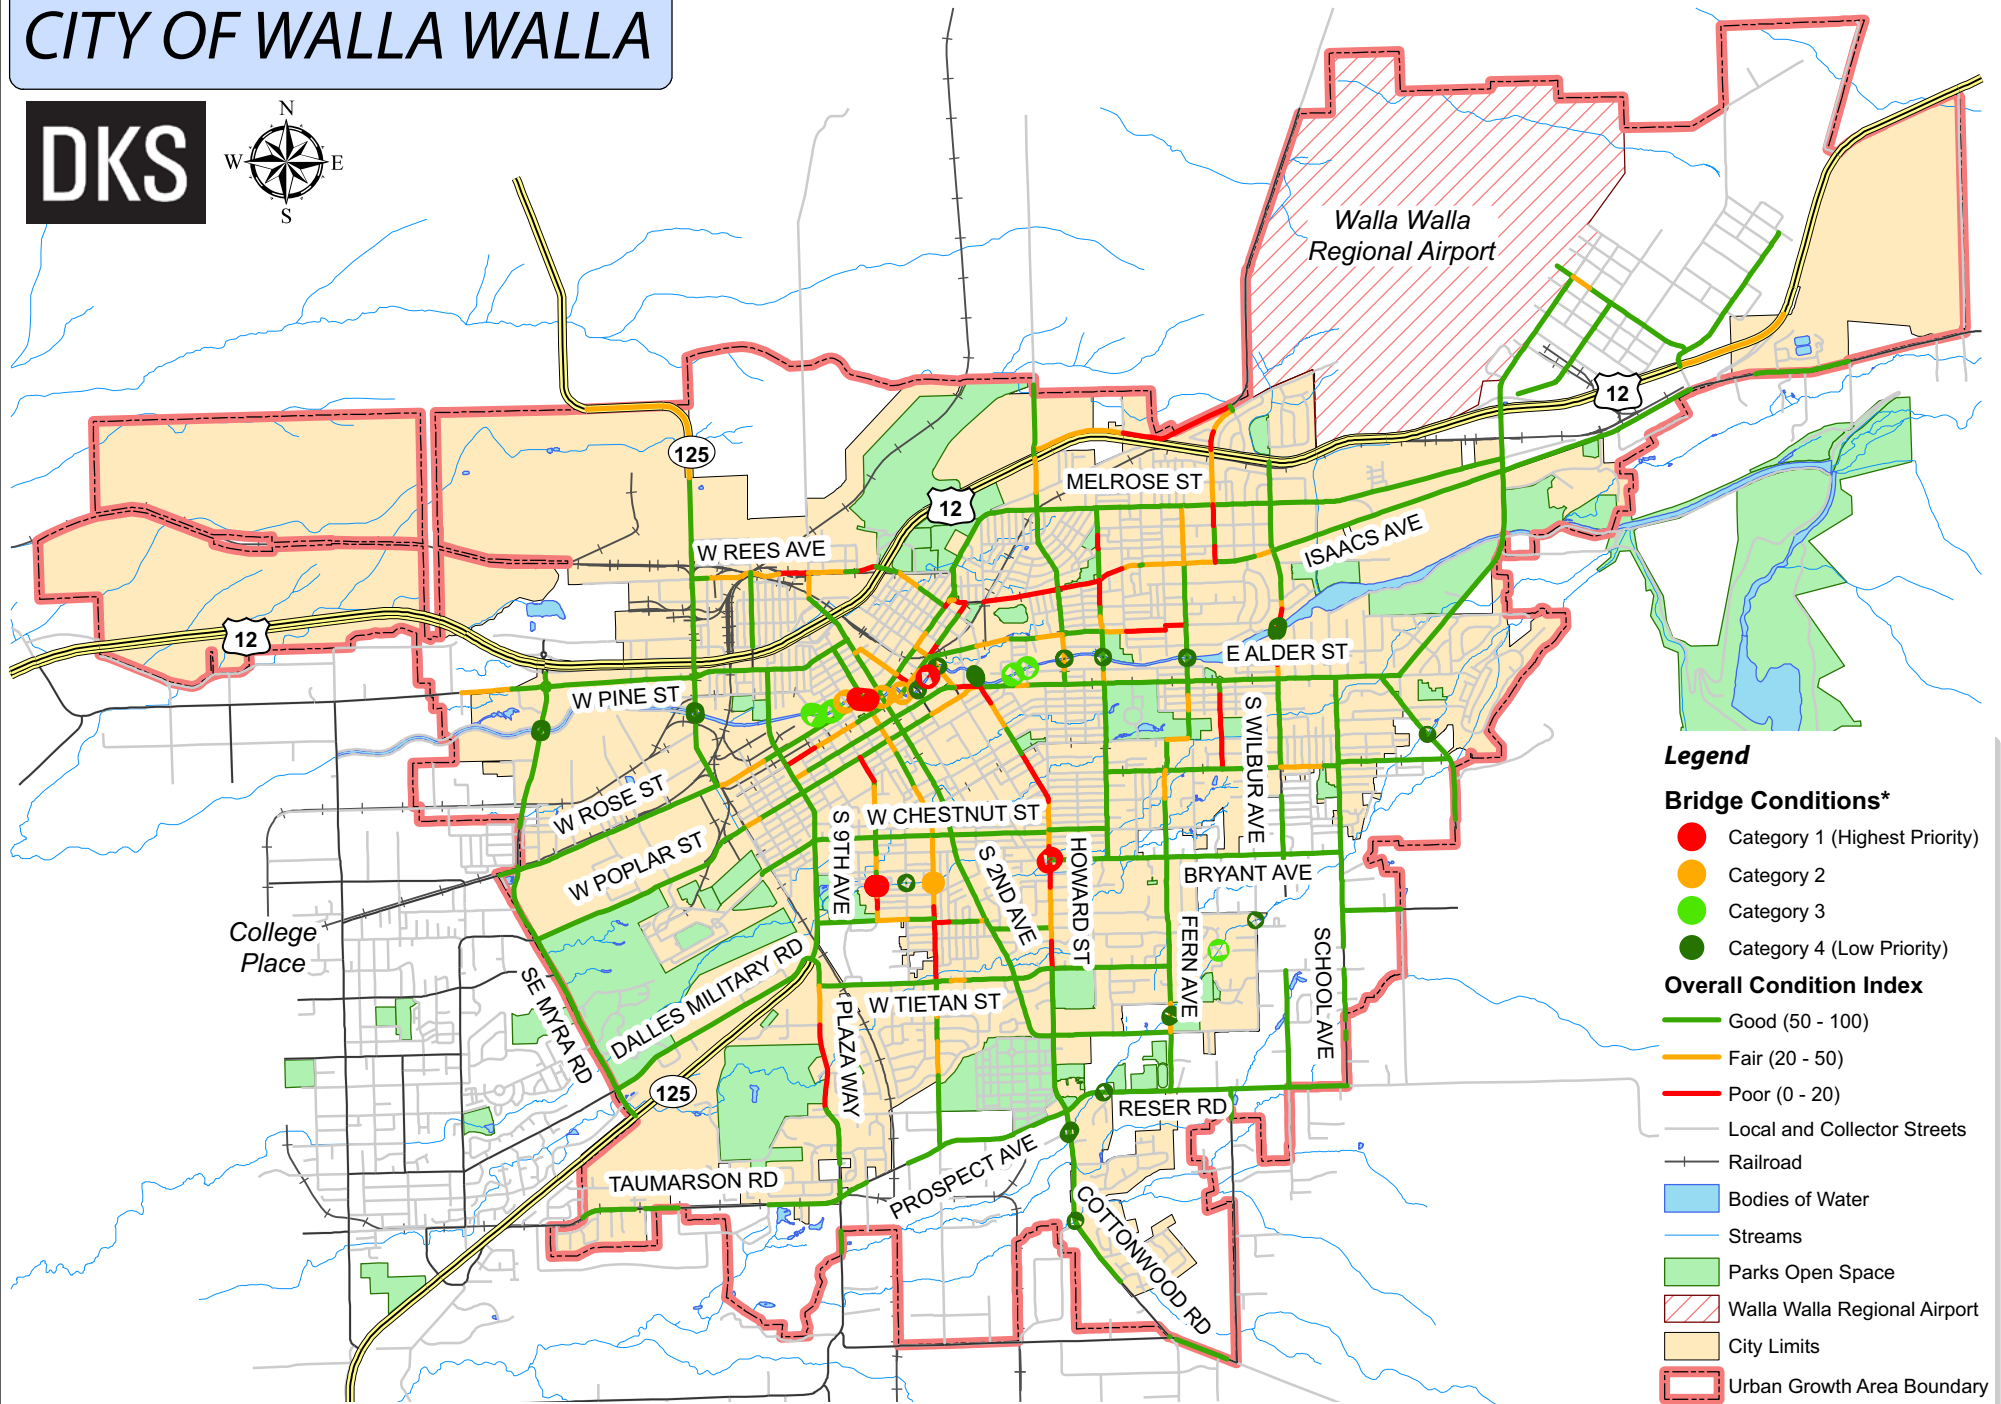 CITY OF WALLA WALLA
DKS
N
W
E
S
Walla Walla
Regional Airport
12
125
MELROSE ST
12
W REES AVE
ISAACS AVE
12
E ALDER ST
W PINE ST
S WILBUR AVE
W ROSE ST
W CHESTNUT ST
S 9TH AVE
W POPLAR ST
S 2ND AVE
HOWARD ST
BRYANT AVE
College
Place
FERN AVE
SCHOOL AVE
SE MYRA RD
DALLES MILITARY RD
W TIETAN ST
PLAZA WAY
125
RESER RD
PROSPECT AVE
TAUMARSON RD
COTTONWOOD RD
Legend
Bridge Conditions*
Category 1 (Highest Priority)
Category 2
Category 3
Category 4 (Low Priority)
Overall Condition Index
Good (50 - 100)
Fair (20 - 50)
Poor (0 - 20)
Local and Collector Streets
Railroad
Bodies of Water
Streams
Parks Open Space
Walla Walla Regional Airport
City Limits
Urban Growth Area Boundary